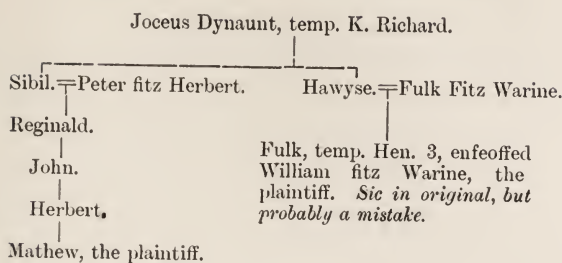 Joceus Dynaunt, temp. K. Richard.
Sibil.=Peter fitz Herbert.
Hawyse.=Fulk Fitz Warine.
Reginald.
John.
Herbert.
Mathew, the plaintiff.
Fulk, temp. Hen. 3, enfeoffed
William fitz Warine, the
plaintiff. Sic in original, but
probably a mistake.